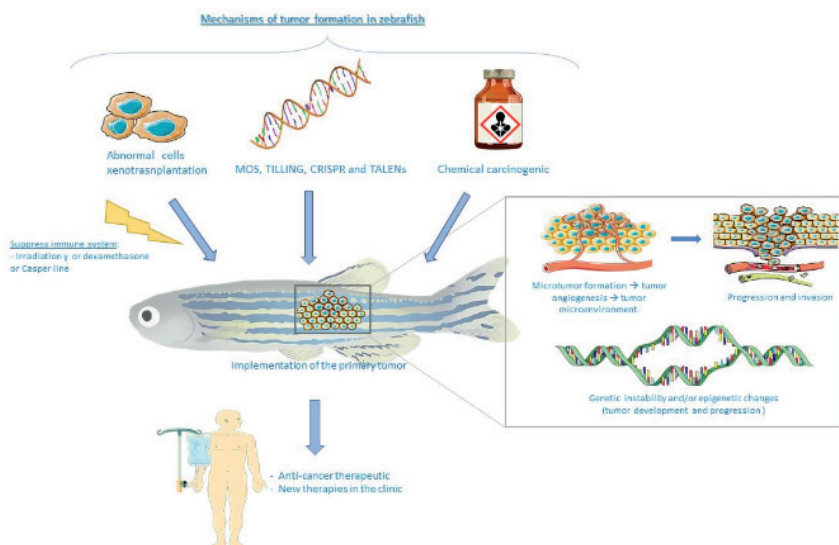 Mechanisms of tumor formation in zebrafish
Abnormal cells
xenotrasnplantation
MOS, TILLING, CRISPR and TALENs
Chemical carcinogenic
Suppress immune system:
- Irradiation γ or dexamethasone
or Casper line
Implementation of the primary tumor
Microtumor formation → tumor
angiogenesis → tumor
microenvironment
Progression and invasion
Genetic instability and/or epigenetic changes
(tumor development and progression)
- Anti-cancer therapeutic
- New therapies in the clinic